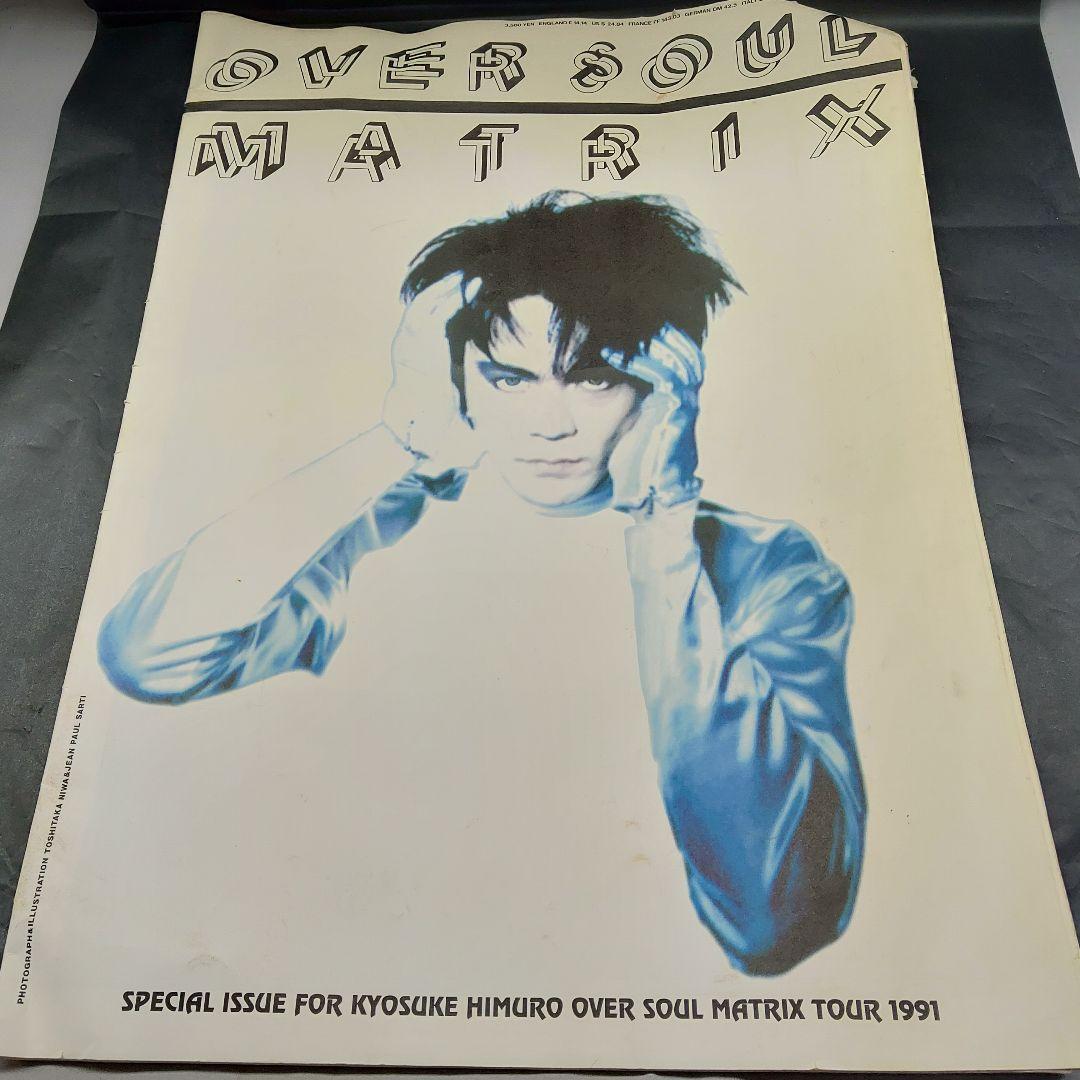 3,500 YEN ENGLAND £ 14.14 US $ 24.94 FRANCE FF 143.03 GERMAN DM 42.3
OVER SOUL
MATRIX
PHOTOGRAPH&ILLUSTRATION TOSHITAKA NIWA&JEAN PAUL SARTI
SPECIAL ISSUE FOR KYOSUKE HIMURO OVER SOUL MATRIX TOUR 1991